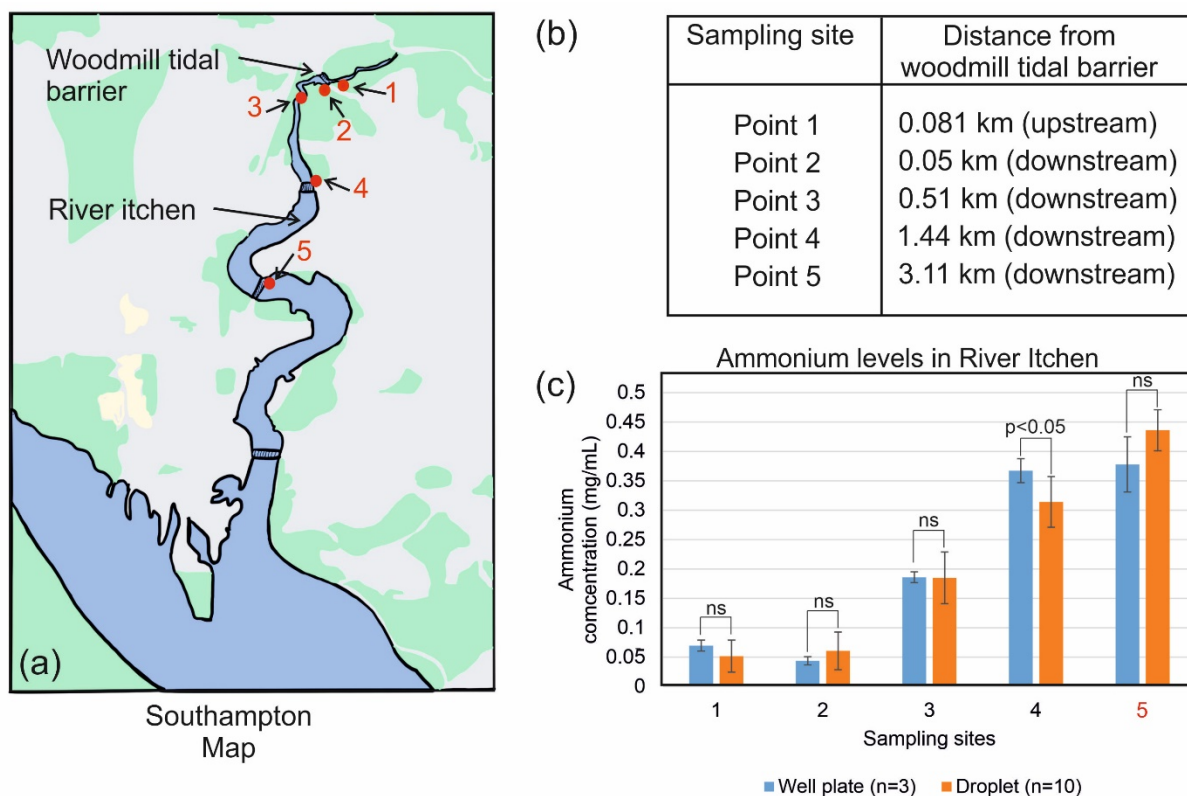 Woodmill tidal
barrier
1
2
3
4
River itchen
5
(a)
Southampton
Map
(b)
Sampling site
Distance from
woodmill tidal barrier
Point 1
0.081 km (upstream)
Point 2
0.05 km (downstream)
Point 3
0.51 km (downstream)
Point 4
1.44 km (downstream)
Point 5
3.11 km (downstream)
(c)
Ammonium levels in River Itchen
Ammonium
comcentration (mg/mL)
0.5
0.45
0.4
0.35
0.3
0.25
0.2
0.15
0.1
0.05
0
ns
ns
ns
p<0.05
ns
1
2
3
4
5
Sampling sites
Well plate (n=3)
Droplet (n=10)